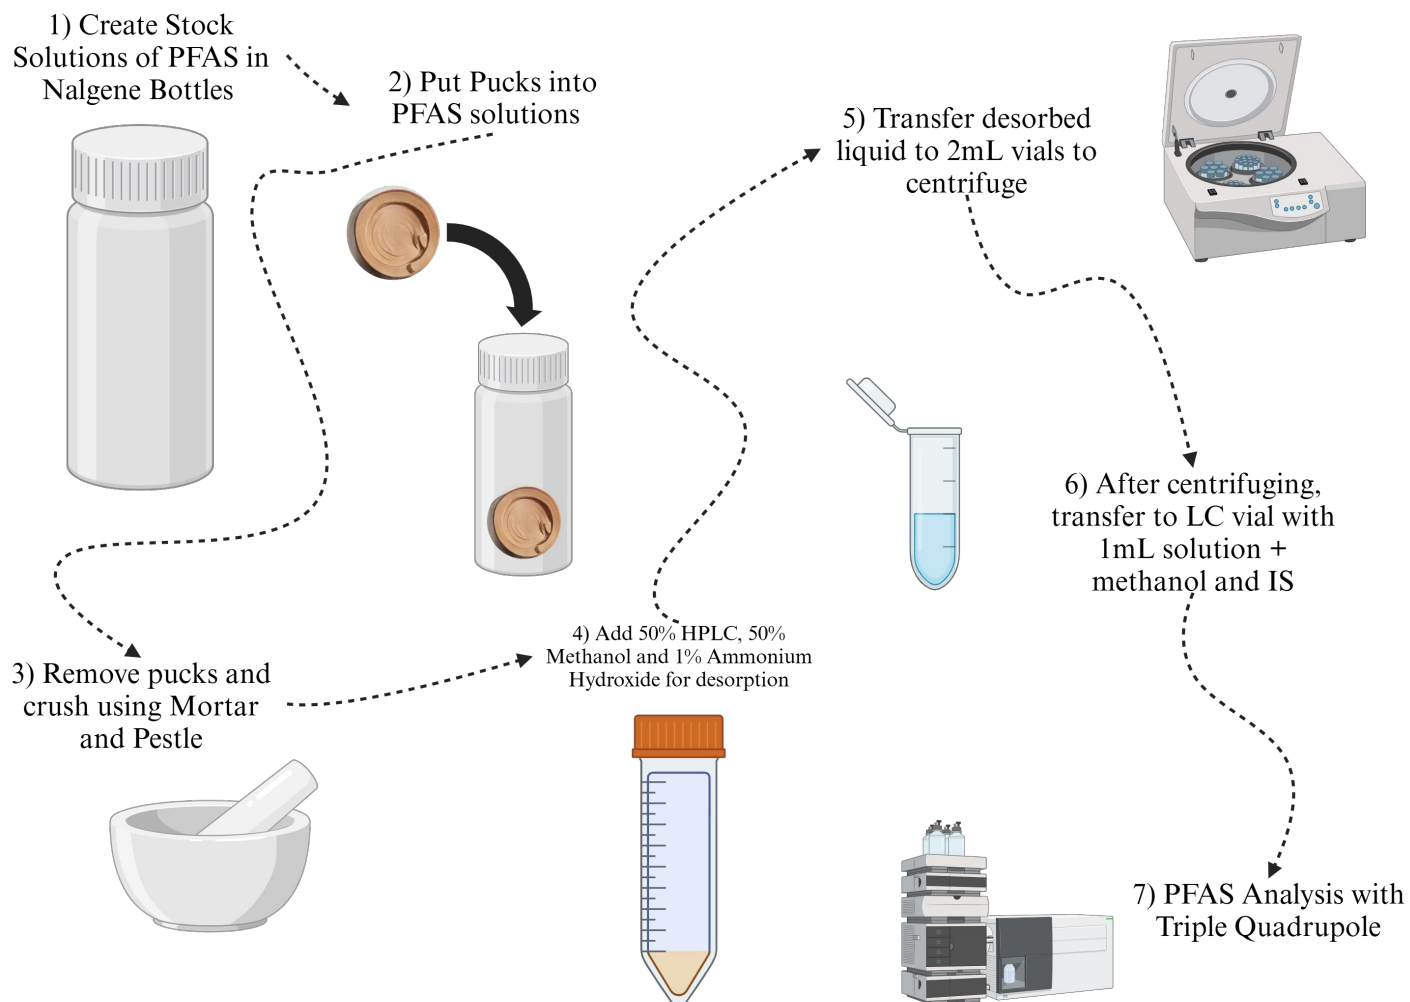 1) Create Stock
Solutions of PFAS in
Nalgene Bottles
2) Put Pucks into
PFAS solutions
3) Remove pucks and
crush using Mortar
and Pestle
4) Add 50% HPLC, 50%
Methanol and 1% Ammonium
Hydroxide for desorption
5) Transfer desorbed
liquid to 2mL vials to
centrifuge
6) After centrifuging,
transfer to LC vial with
1mL solution +
methanol and IS
7) PFAS Analysis with
Triple Quadrupole